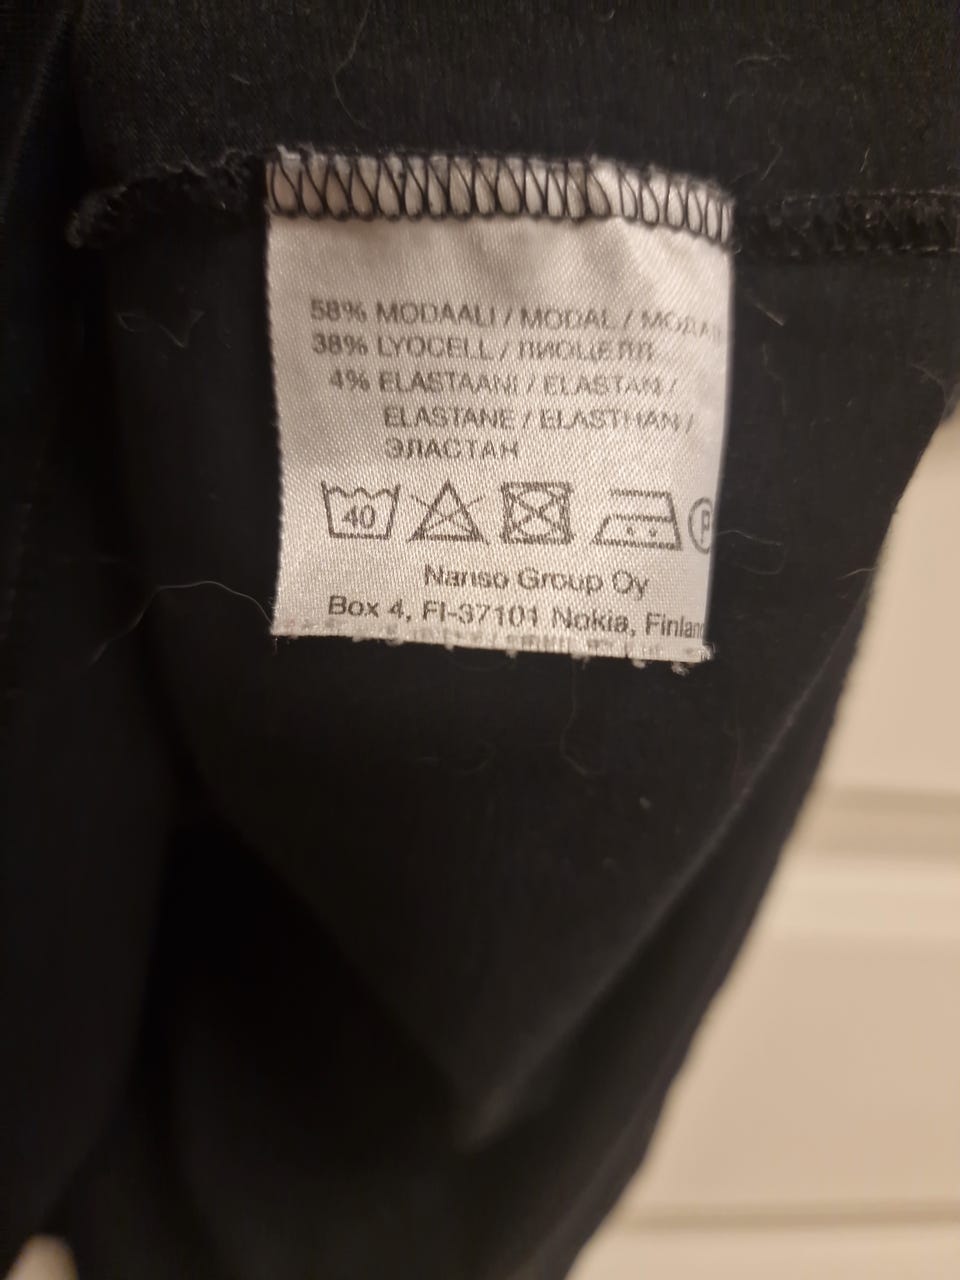 58% MODAALI / MODAL / МОДАЛ
38% LYOCELL / ЛИОЦЕЛЛ
4% ELASTAANI / ELASTAN /
ELASTANE / ELASTHAN /
ЭЛАСТАН
40 P
Nanso Group Oy
Box 4, FI-37101 Nokia, Finland